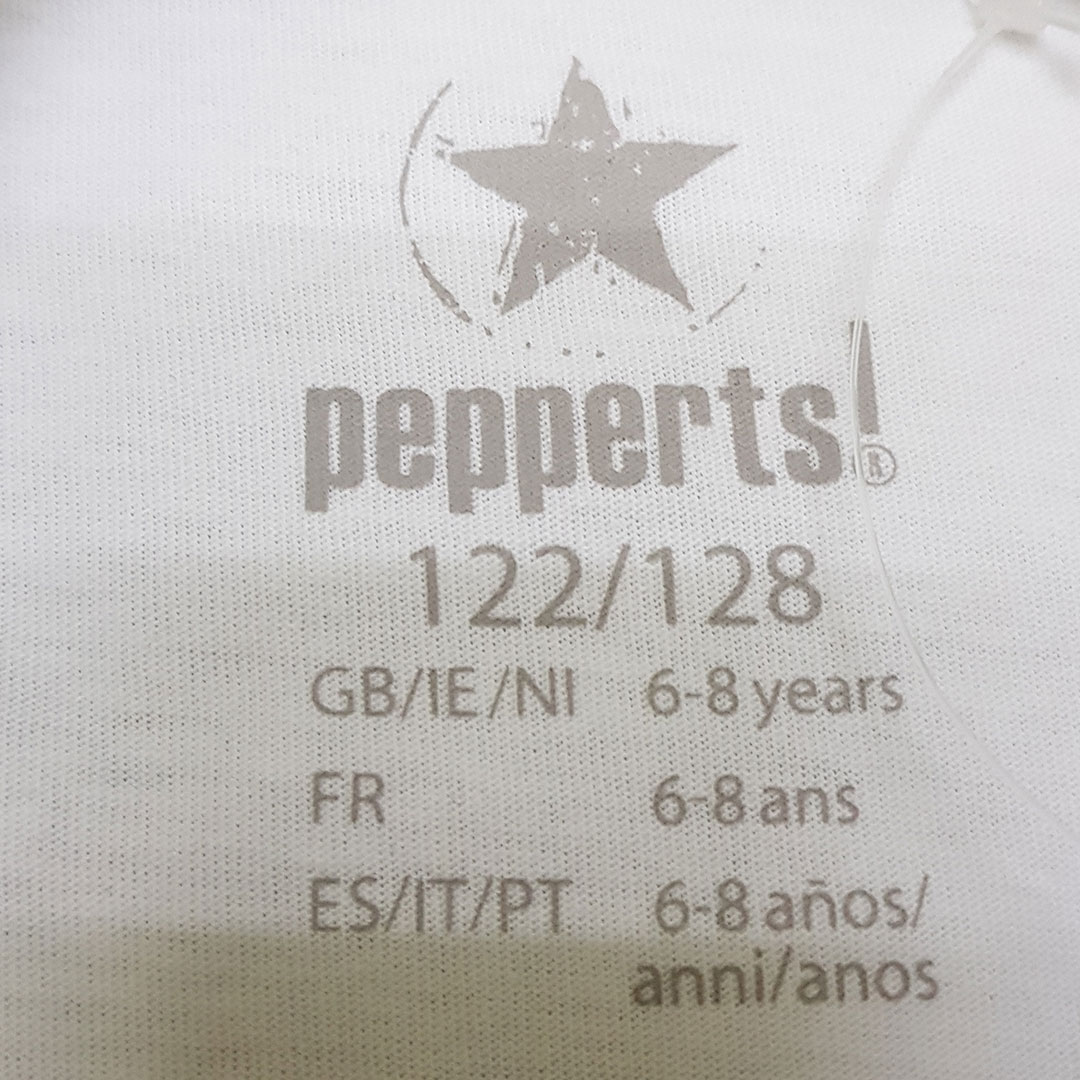 pepperts!®
122/128
GB/IE/NI 6-8 years
FR 6-8 ans
ES/IT/PT 6-8 años/
anni/anos